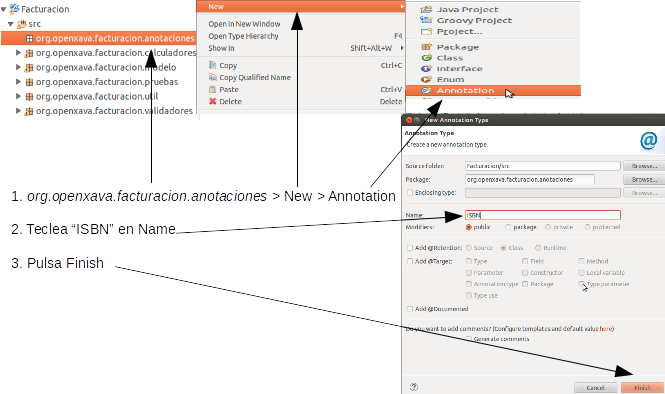 Facturacion
src
org.openxava.facturacion.anotaciones
org.openxava.facturacion.calculadores
org.openxava.facturacion.modelo
org.openxava.facturacion.pruebas
org.openxava.facturacion.util
org.openxava.facturacion.validadores
New
Open in New Window
Open Type Hierarchy F4
Show In Shift+Alt+W
Copy Ctrl+C
Copy Qualified Name
Paste Ctrl+V
Delete Delete
Java Project
Groovy Project
Project...
Package
Class
Interface
Enum
Annotation
1. org.openxava.facturacion.anotaciones > New > Annotation
2. Teclea “ISBN” en Name
3. Pulsa Finish
New Annotation Type
Annotation Type
Create a new annotation type.
@
Source folder: Facturacion/src Browse...
Package: org.openxava.facturacion.anotaciones Browse...
Enclosing type: Browse...
Name: ISBN
Modifiers: public package private protected
Add @Retention: Source Class Runtime
Add @Target: Type Field Method
Parameter Constructor Local variable
Annotation type Package Type parameter
Type use
Add @Documented
Do you want to add comments? (Configure templates and default value here)
Generate comments
? Cancel Finish